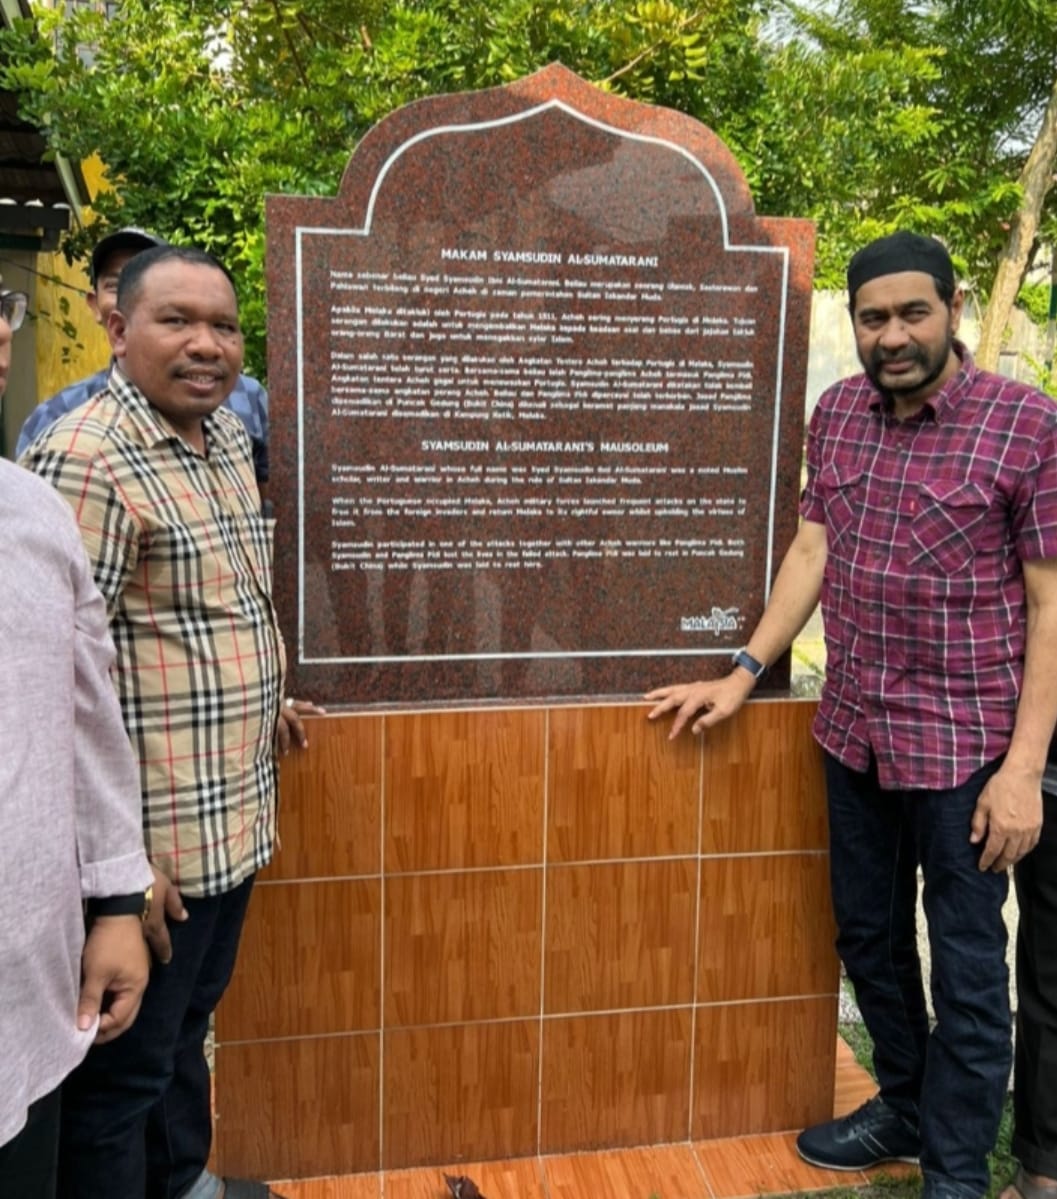 MAKAM SYAMSUDIN AL-SUMATARANI
Nama sebenar beliau Syed Syamsudin Ibni Al-Sumatarani. Beliau merupakan seorang Ulamak, Sasterawan dan
Pahlawan terbilang di negeri Acheh di zaman pemerintahan Sultan Iskandar Muda.
Apabila Melaka ditakluki oleh Portugis pada tahun 1511, Acheh sering menyerang Portugis di Melaka. Tujuan
serangan dilakukan adalah untuk mengembalikan Melaka kepada keadaan asal dan bebas dari jajahan
orang-orang Barat dan juga untuk menegakkan syiar Islam.
Dalam salah satu serangan yang dilakukan oleh Angkatan Tentera Acheh terhadap Portugis di Melaka, Syamsudin
Al-Sumatarani telah turut serta. Bersama-sama beliau ialah Panglima-panglima Acheh termasuk Panglima Pidi.
Angkatan tentera Acheh gagal untuk menewaskan Portugis. Syamsudin Al-Sumatarani dikatakan tidak kembali
bersama-sama angkatan perang Acheh. Beliau dan Panglima Pidi dipercayai telah terkorban. Jasad Panglima
Pidi disemadikan di Puncak Gedung (Bukit China) dikenali sebagai keramat panjang manakala jasad Syamsudin
Al-Sumatarani disemadikan di Kampung Ketik, Melaka.
SYAMSUDIN AL-SUMATARANI'S MAUSOLEUM
Syamsudin Al-Sumatarani whose full name was Syed Syamsudin Ibni Al-Sumatarani was a noted Muslim
scholar, writer and warrior in Acheh during the rule of Sultan Iskandar Muda.
When the Portuguese occupied Melaka, Acheh military forces launched frequent attacks on the state to
free it from the foreign invaders and return Melaka to its rightful owner whilst upholding the virtues of
Islam.
Syamsudin participated in one of the attacks together with other Acheh warriors like Panglima Pidi. Both
Syamsudin and Panglima Pidi lost the lives in the failed attack. Panglima Pidi was laid to rest in Puncak Gedung
(Bukit China) while Syamsudin was laid to rest here.
MALAYSIA